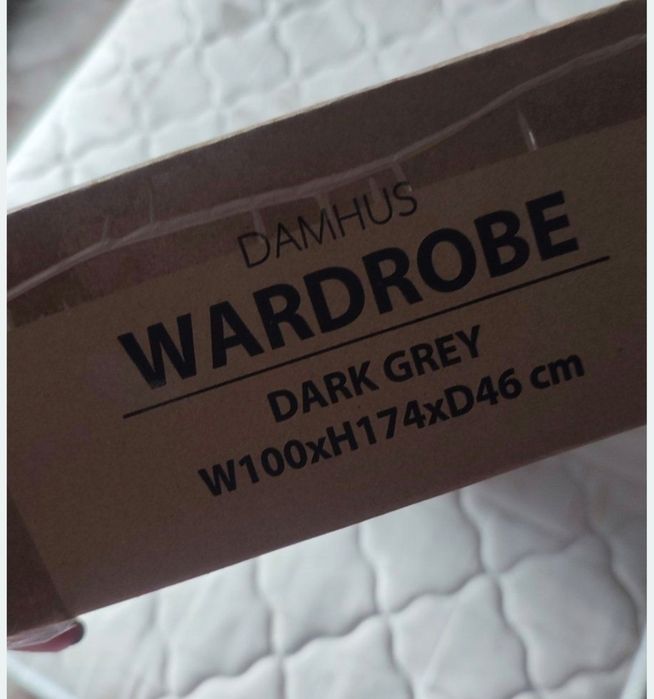 DAMHUS
WARDROBE
DARK GREY
W100xH174xD46 cm